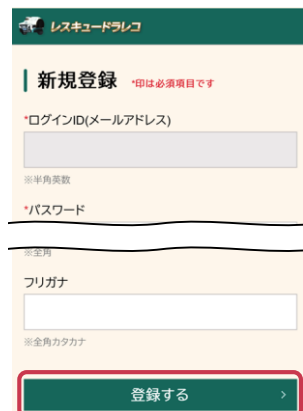 レスキュードラレコ
新規登録 *印は必須項目です
*ログインID(メールアドレス)
※半角英数
*パスワード
※全角
フリガナ
※全角カタカナ
登録する